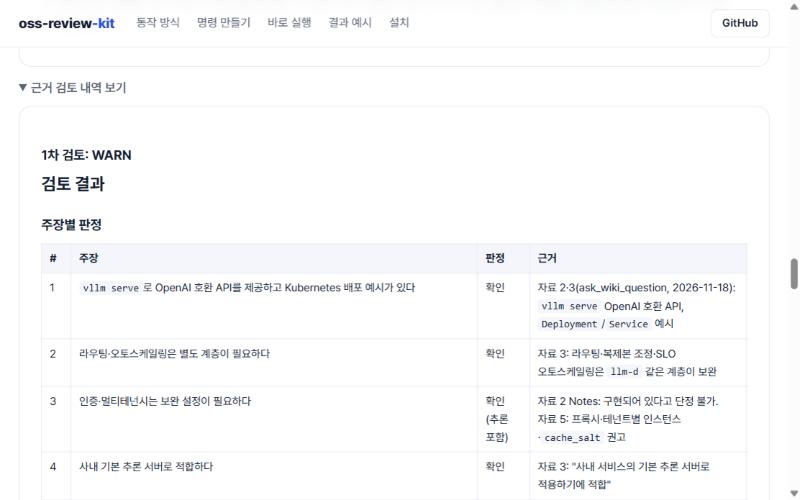 oss-review-kit 동작 방식 명령 만들기 바로 실행 결과 예시 설치 GitHub
▼ 근거 검토 내역 보기
1차 검토: WARN
검토 결과
주장별 판정
# 주장 판정 근거
1 vllm serve 로 OpenAI 호환 API를 제공하고 Kubernetes 배포 예시가 있다 확인 자료 2·3(ask_wiki_question, 2026-11-18):
vllm serve OpenAI 호환 API,
Deployment / Service 예시
2 라우팅·오토스케일링은 별도 계층이 필요하다 확인 자료 3: 라우팅·복제본 조정·SLO
오토스케일링은 llm-d 같은 계층이 보완
3 인증·멀티테넌시는 보완 설정이 필요하다 확인 자료 2 Notes: 구현되어 있다고 단정 불가.
(추론 자료 5: 프록시·테넌트별 인스턴스
포함) · cache_salt 권고
4 사내 기본 추론 서버로 적합하다 확인 자료 3: "사내 서비스의 기본 추론 서버로
적용하기에 적합"